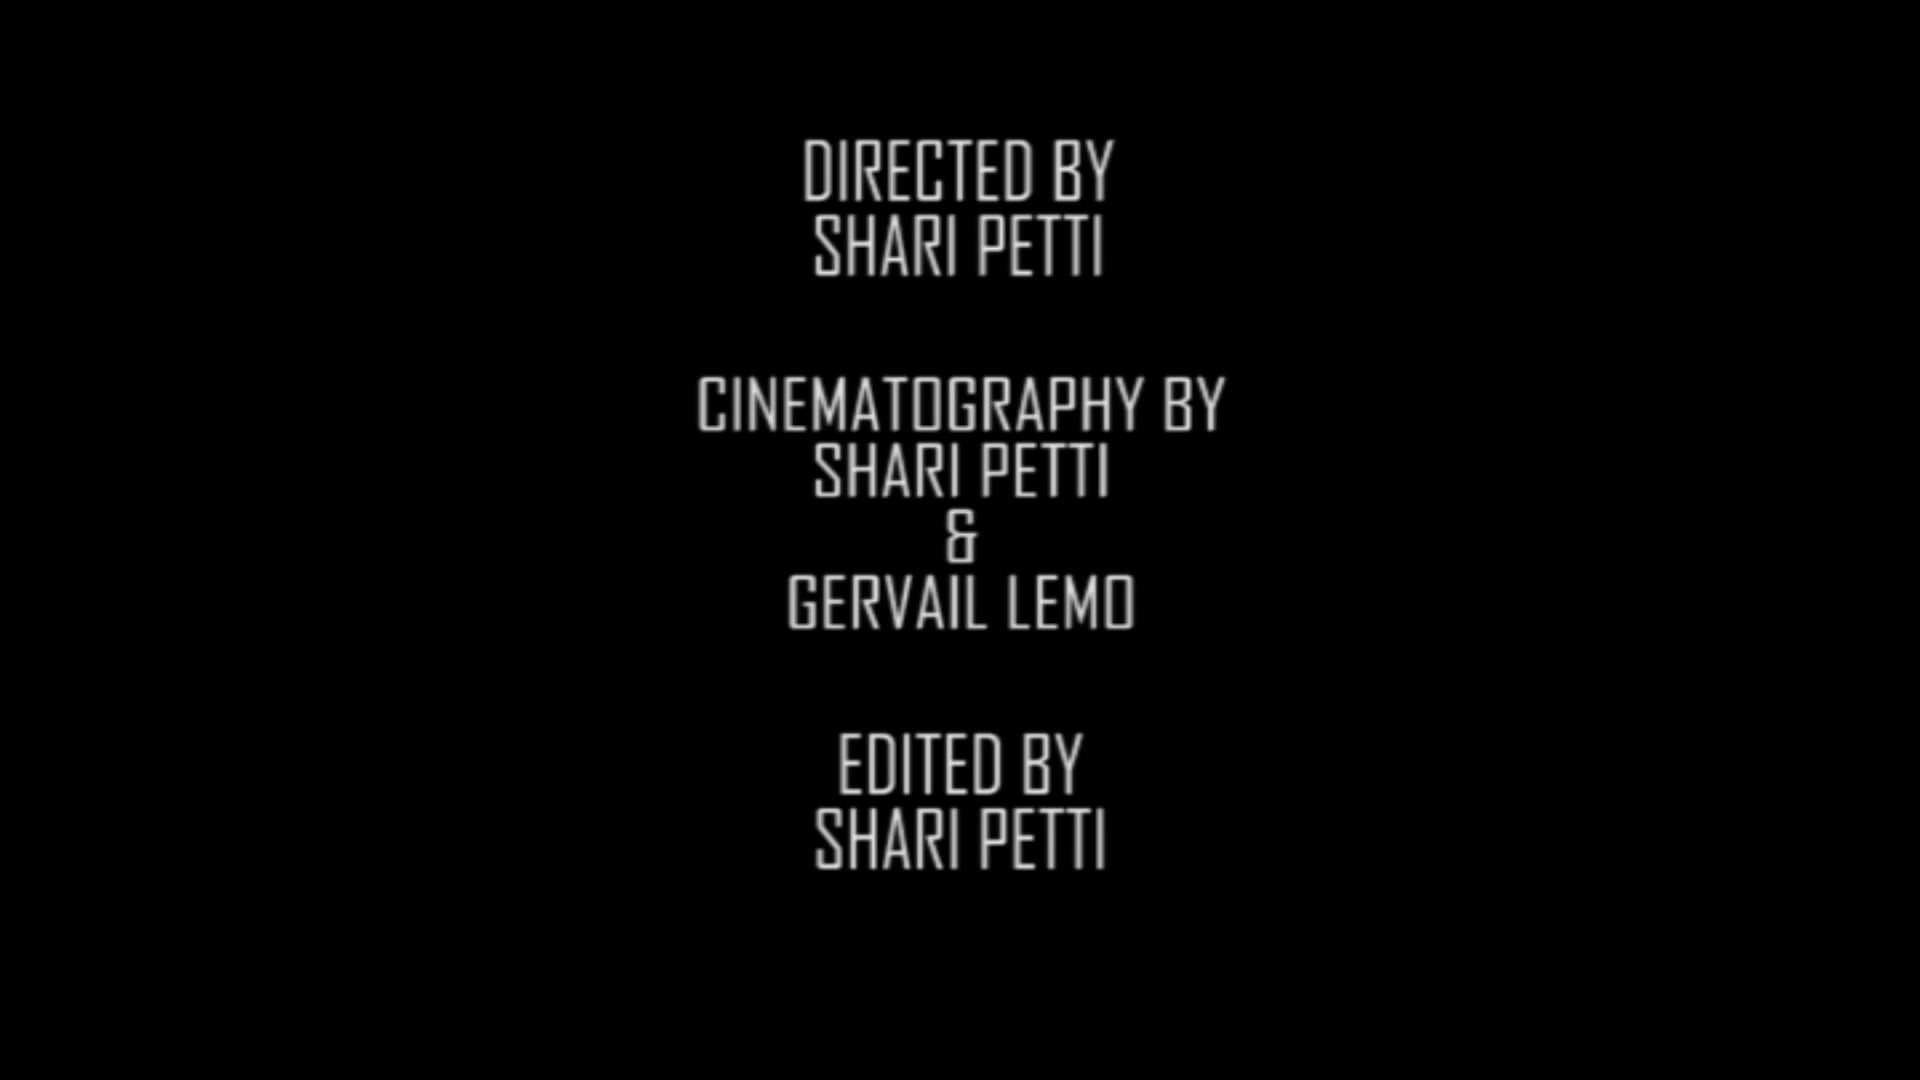 DIRECTED BY
SHARI PETTI
CINEMATOGRAPHY BY
SHARI PETTI
&
GERVAIL LEMO
EDITED BY
SHARI PETTI